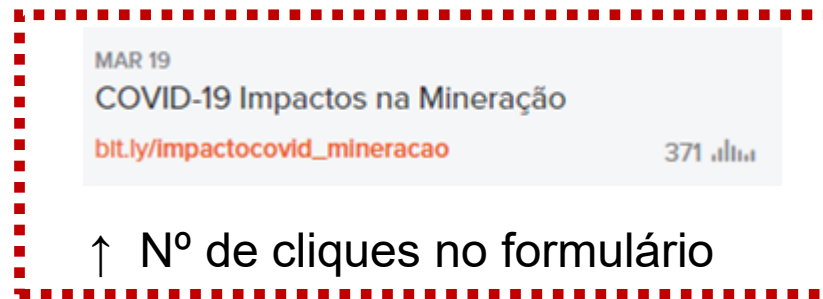 MAR 19
COVID-19 Impactos na Mineração
bit.ly/impactocovid_mineracao 371
↑ Nº de cliques no formulário